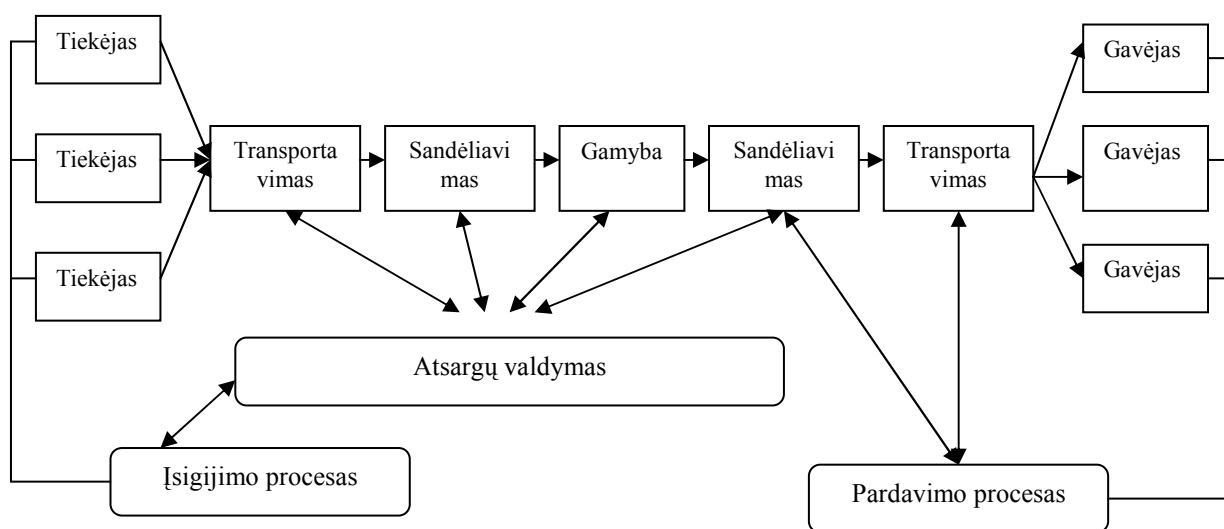 Tiekėjas
Tiekėjas
Tiekėjas
Transporta
vimas
Sandėliavi
mas
Gamyba
Sandėliavi
mas
Transporta
vimas
Gavėjas
Gavėjas
Gavėjas
Atsargų valdymas
Įsigijimo procesas
Pardavimo procesas